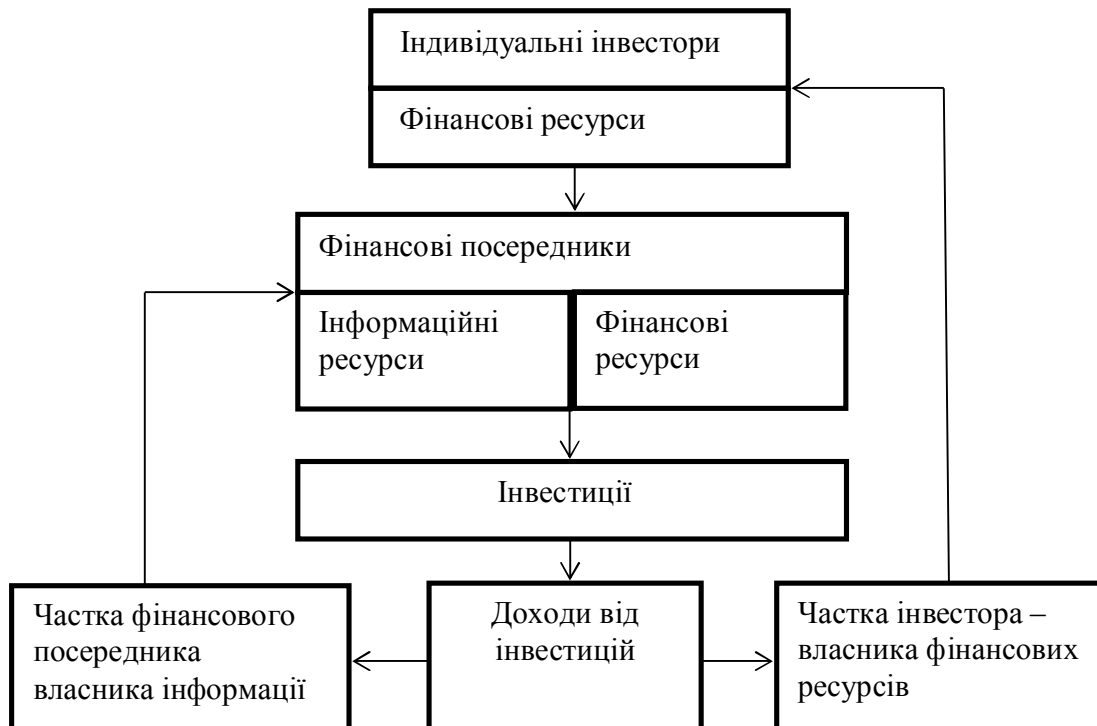 Індивідуальні інвестори
Фінансові ресурси
Фінансові посередники
Інформаційні
ресурси
Фінансові
ресурси
Інвестиції
Частка фінансового
посередника
власника інформації
Доходи від
інвестицій
Частка інвестора –
власника фінансових
ресурсів